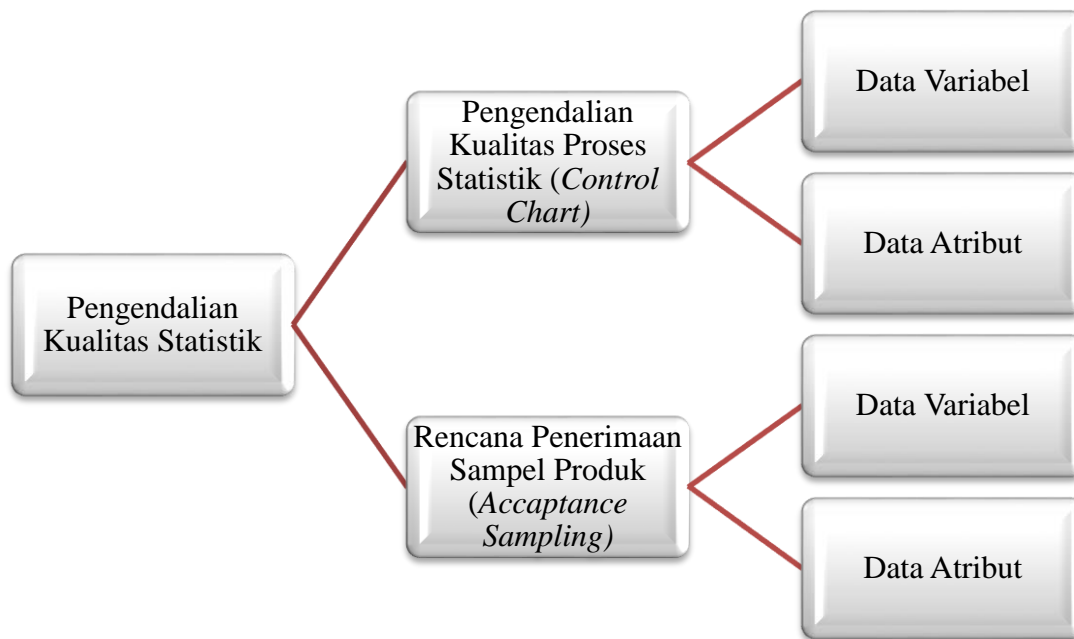 Pengendalian
Kualitas Statistik
Pengendalian
Kualitas Proses
Statistik (Control
Chart)
Data Variabel
Data Atribut
Rencana Penerimaan
Sampel Produk
(Accaptance
Sampling)
Data Variabel
Data Atribut